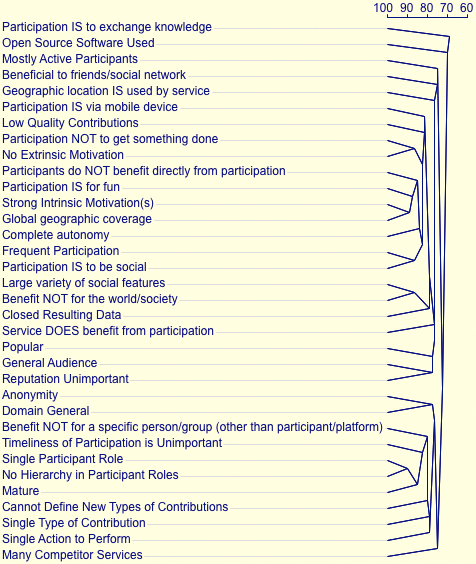 100 90 80 70 60
Participation IS to exchange knowledge
Open Source Software Used
Mostly Active Participants
Beneficial to friends/social network
Geographic location IS used by service
Participation IS via mobile device
Low Quality Contributions
Participation NOT to get something done
No Extrinsic Motivation
Participants do NOT benefit directly from participation
Participation IS for fun
Strong Intrinsic Motivation(s)
Global geographic coverage
Complete autonomy
Frequent Participation
Participation IS to be social
Large variety of social features
Benefit NOT for the world/society
Closed Resulting Data
Service DOES benefit from participation
Popular
General Audience
Reputation Unimportant
Anonymity
Domain General
Benefit NOT for a specific person/group (other than participant/platform)
Timeliness of Participation is Unimportant
Single Participant Role
No Hierarchy in Participant Roles
Mature
Cannot Define New Types of Contributions
Single Type of Contribution
Single Action to Perform
Many Competitor Services